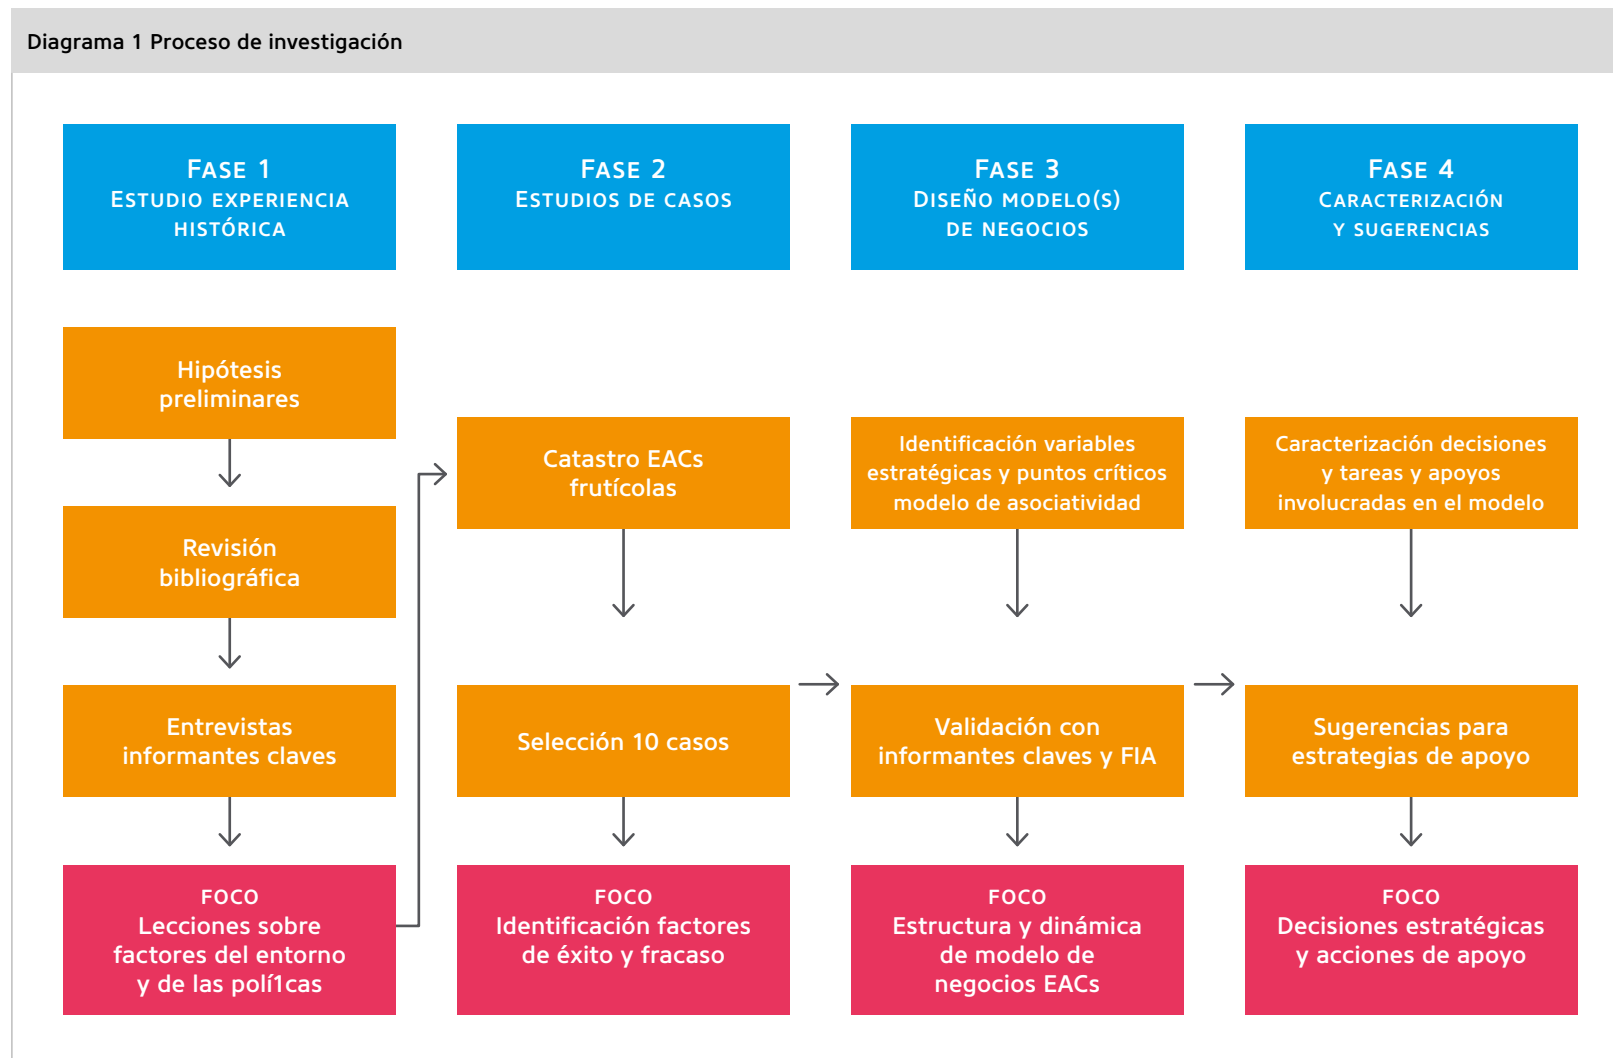 Diagrama 1 Proceso de investigación
FASE 1
ESTUDIO EXPERIENCIA
HISTÓRICA
Hipótesis
preliminares
Revisión
bibliográfica
Entrevistas
informantes claves
FOCO
Lecciones sobre
factores del entorno
y de las polí1cas
FASE 2
ESTUDIOS DE CASOS
Catastro EACs
frutícolas
Selección 10 casos
FOCO
Identificación factores
de éxito y fracaso
FASE 3
DISEÑO MODELO(S)
DE NEGOCIOS
Identificación variables
estratégicas y puntos críticos
modelo de asociatividad
Validación con
informantes claves y FIA
FOCO
Estructura y dinámica
de modelo de
negocios EACs
FASE 4
CARACTERIZACIÓN
Y SUGERENCIAS
Caracterización decisiones
y tareas y apoyos
involucradas en el modelo
Sugerencias para
estrategias de apoyo
FOCO
Decisiones estratégicas
y acciones de apoyo